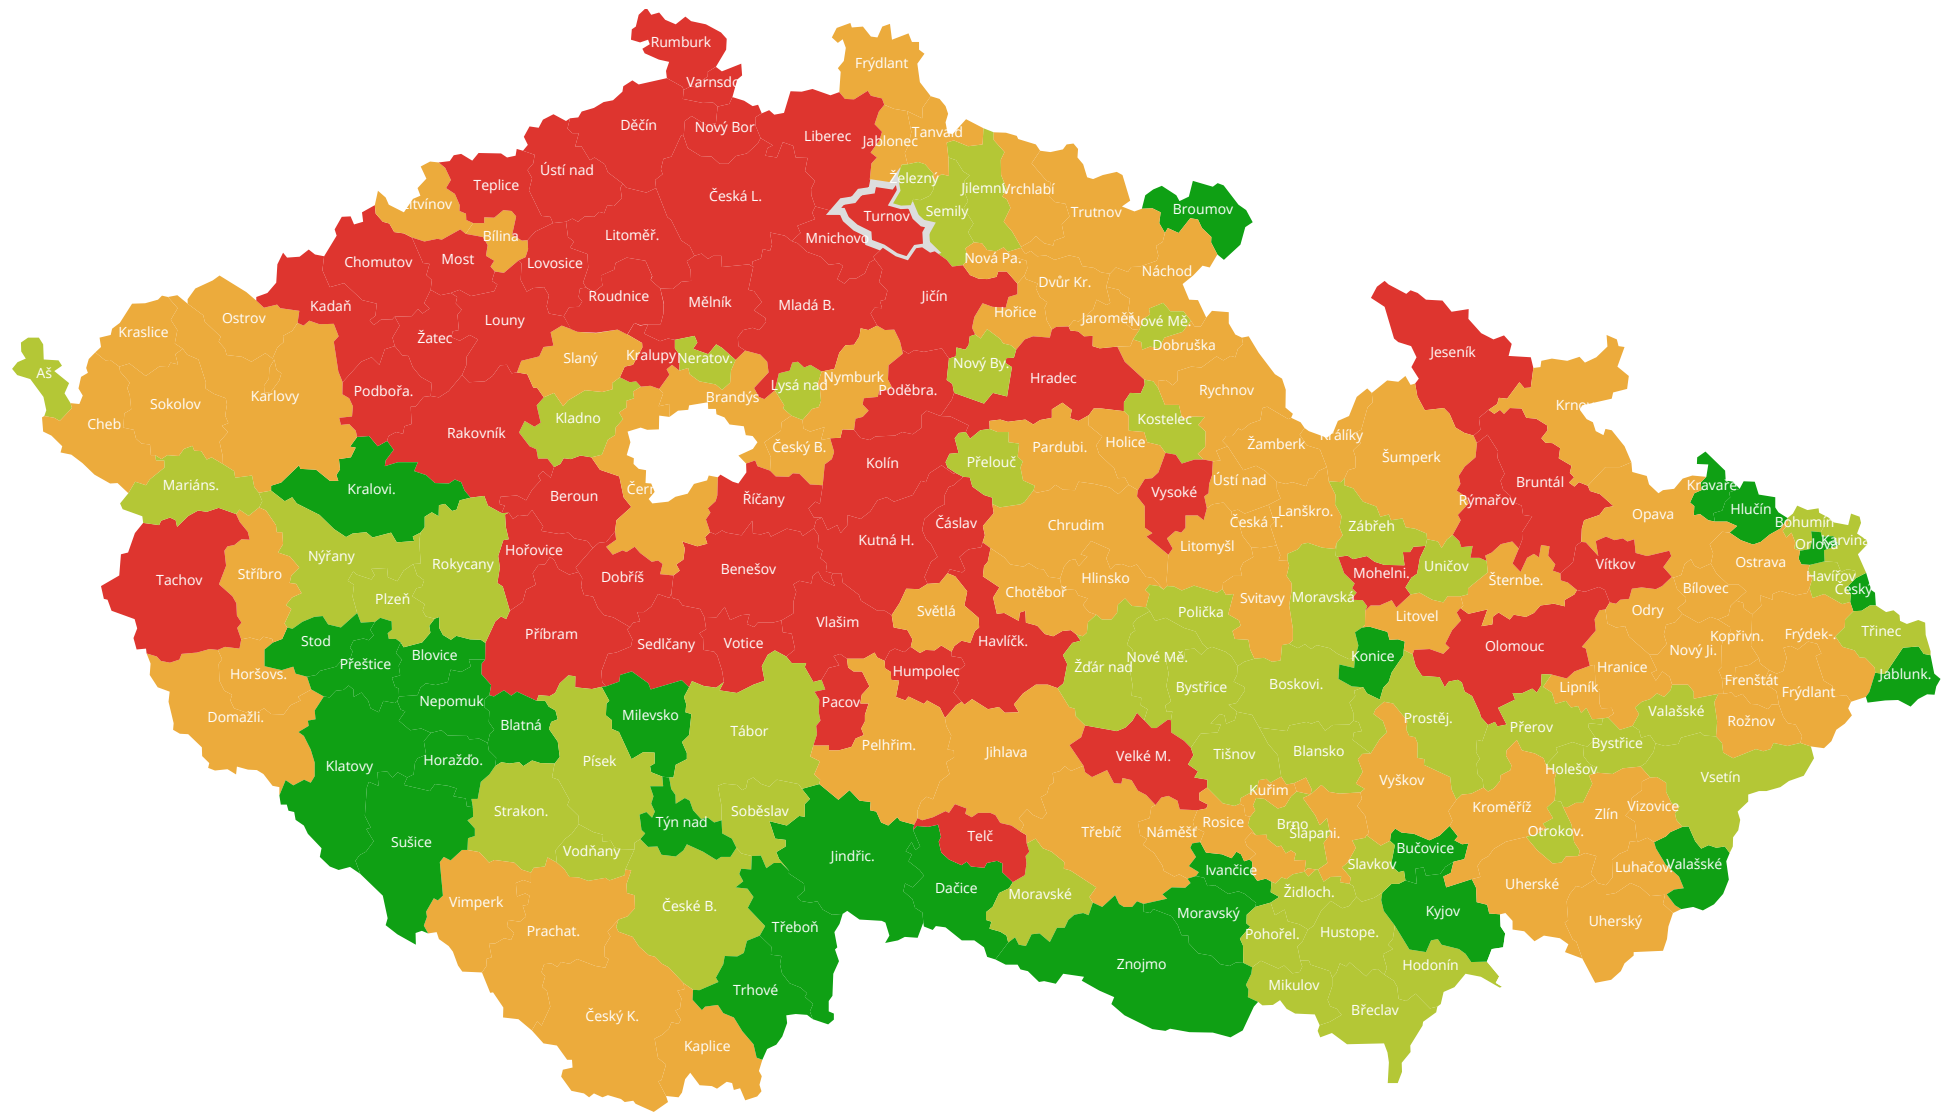 Rumburk
Frýdlant
Varnsdo
Děčín
Nový Bor
Liberec
Jablonec
Tanvald
Ústí nad
Teplice
Železný
Jilemni
Vrchlabí
Česká L.
tvínov
Turnov
Semily
Trutnov
Broumov
Bílina
Litoměř.
Mnichovo
Chomutov
Most
Lovosice
Nová Pa.
Náchod
Dvůr Kr.
Kadaň
Roudnice
Mělník
Mladá B.
Jičín
Hořice
Jaroměř
Nové Mě.
Ostrov
Kraslice
Louny
Žatec
Dobruška
Jeseník
Slaný
Kralupy
Neratov.
Nový By.
Aš
Podbořa.
Lysá nad
Nymburk
Poděbra.
Hradec
Rychnov
Karlovy
Sokolov
Brandýs
Krnov
Cheb
Kladno
Kostelec
Rakovník
Český B.
Pardubi.
Holice
Žamberk
Králíky
Šumperk
Kolín
Přelouč
Mariáns.
Kralovi.
Čern
Beroun
Říčany
Vysoké
Ústí nad
Rýmařov
Bruntál
Kravaře
Hlučín
Čáslav
Chrudim
Česká T.
Lanškro.
Zábřeh
Opava
Bohumín
Orlová
Karviná
Hořovice
Kutná H.
Litomyšl
Nýřany
Rokycany
Stříbro
Tachov
Dobříš
Benešov
Hlinsko
Chotěboř
Mohelni.
Uničov
Šternbe.
Vítkov
Ostrava
Havířov
Český
Plzeň
Světlá
Polička
Svitavy
Moravská
Litovel
Odry
Bílovec
Příbram
Vlašim
Stod
Přeštice
Blovice
Sedlčany
Votice
Havlíčk.
Konice
Olomouc
Kopřivn.
Frýdek-.
Třinec
Nový Ji.
Horšovs.
Humpolec
Žďár nad
Nové Mě.
Bystřice
Boskovi.
Hranice
Lipník
Frenštát
Frýdlant
Jablunk.
Nepomuk
Pacov
Domažli.
Blatná
Milevsko
Tábor
Prostěj.
Přerov
Valašské
Rožnov
Pelhřim.
Jihlava
Velké M.
Tišnov
Blansko
Bystřice
Klatovy
Horažďo.
Písek
Vyškov
Holešov
Vsetín
Kuřim
Strakon.
Soběslav
Týn nad
Telč
Třebíč
Náměšť
Rosice
Brno
Šlapani.
Kroměříž
Zlín
Vizovice
Otrokov.
Sušice
Vodňany
Jindřic.
Bučovice
Slavkov
Ivančice
Luhačov.
Valašské
Dačice
Moravské
Židloch.
Uherské
Vimperk
České B.
Moravský
Kyjov
Uherský
Prachat.
Třeboň
Pohořel.
Hustope.
Znojmo
Hodonín
Mikulov
Trhové
Břeclav
Český K.
Kaplice